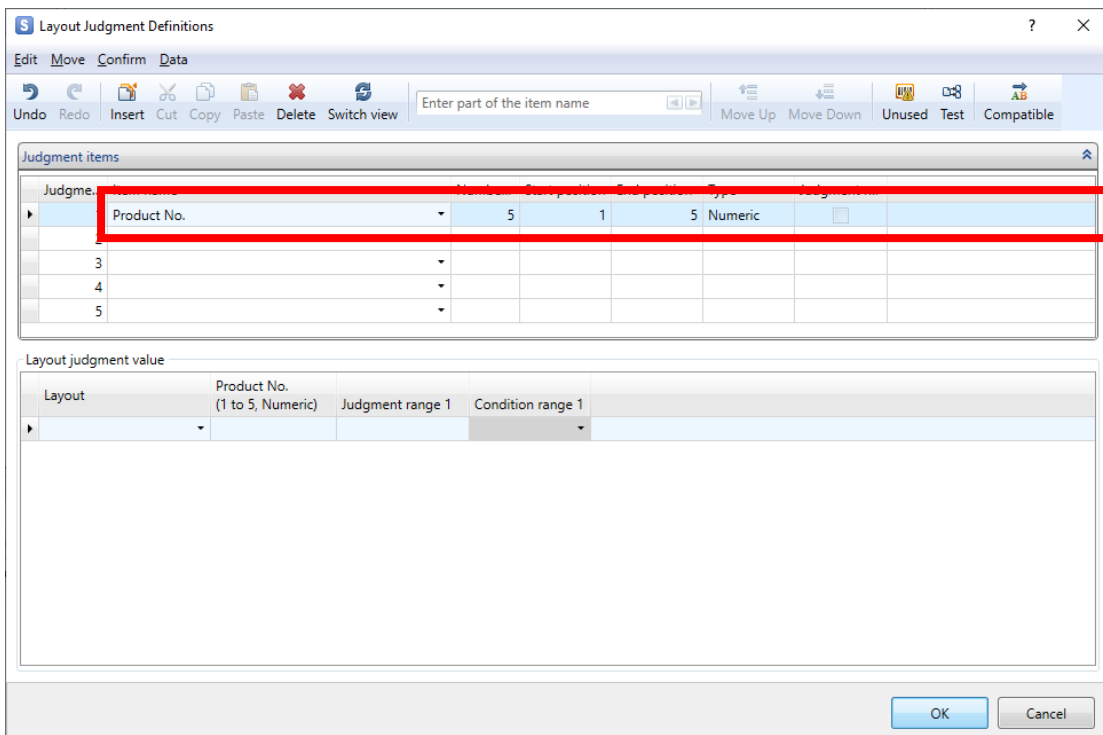 S Layout Judgment Definitions ?
Edit Move Confirm Data
Undo Redo Insert Cut Copy Paste Delete Switch view Enter part of the item name Move Up Move Down Unused Test Compatible
Judgment items
Judgme...
1 Product No. 5 1 5 Numeric
2
3
4
5
Layout judgment value
Layout Product No. (1 to 5, Numeric) Judgment range 1 Condition range 1
OK Cancel